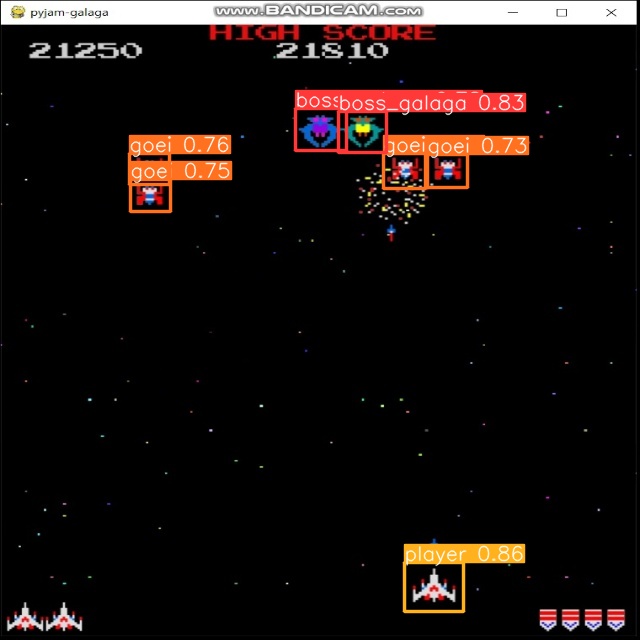 pyjam-galaga
www.BANDICAM.com
HIGH SCORE
21250
21810
boss
boss_galaga 0.83
goei 0.76
goei
goei 0.73
goe
0.75
player 0.86